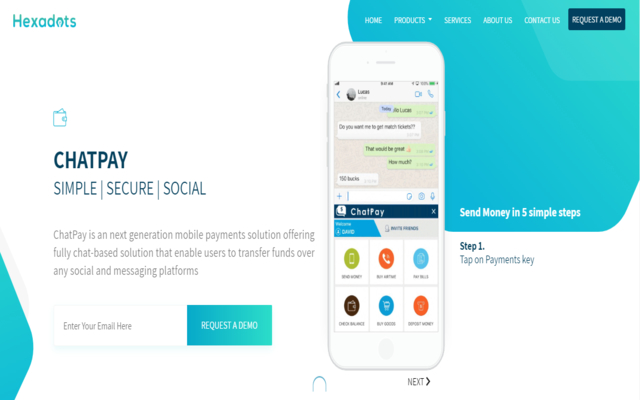 Hexadots
HOME PRODUCTS SERVICES ABOUT US CONTACT US REQUEST A DEMO
CHATPAY
SIMPLE | SECURE | SOCIAL
ChatPay is an next generation mobile payments solution offering
fully chat-based solution that enable users to transfer funds over
any social and messaging platforms
Enter Your Email Here
REQUEST A DEMO
Lucas
Today
Do you want me to get match tickets??
That would be great
How much?
150 bucks
ChatPay X
Welcome
DAVID
INVITE FRIENDS
SEND MONEY BUY AIRTIME PAY BILLS
CHECK BALANCE BUY GOODS DEPOSIT MONEY
NEXT
Send Money in 5 simple steps
Step 1.
Tap on Payments key